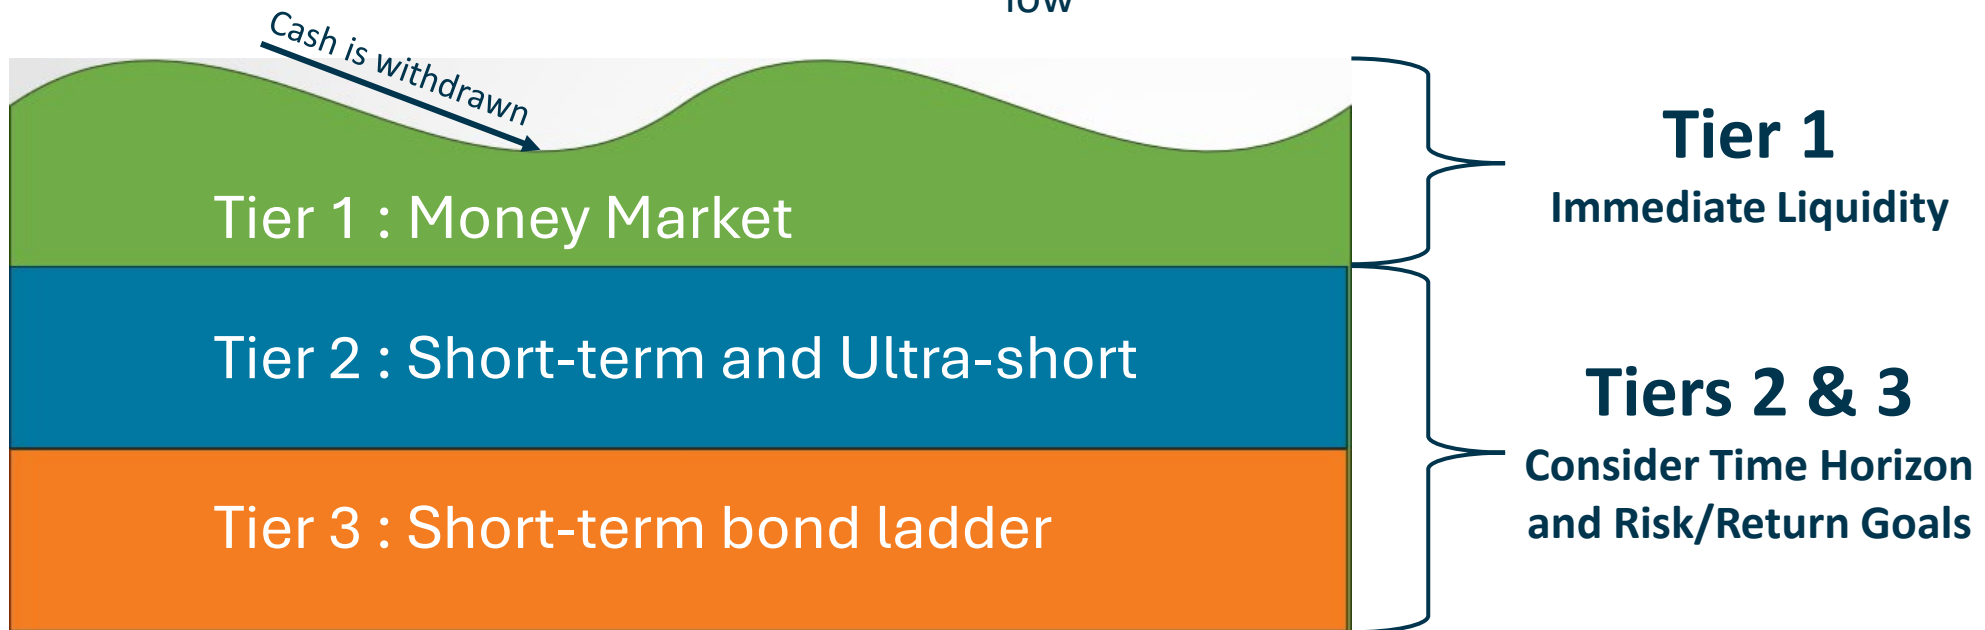 low
Cash is withdrawn
Tier 1 : Money Market
Tier 2 : Short-term and Ultra-short
Tier 3 : Short-term bond ladder
Tier 1
Immediate Liquidity
Tiers 2 & 3
Consider Time Horizon
and Risk/Return Goals